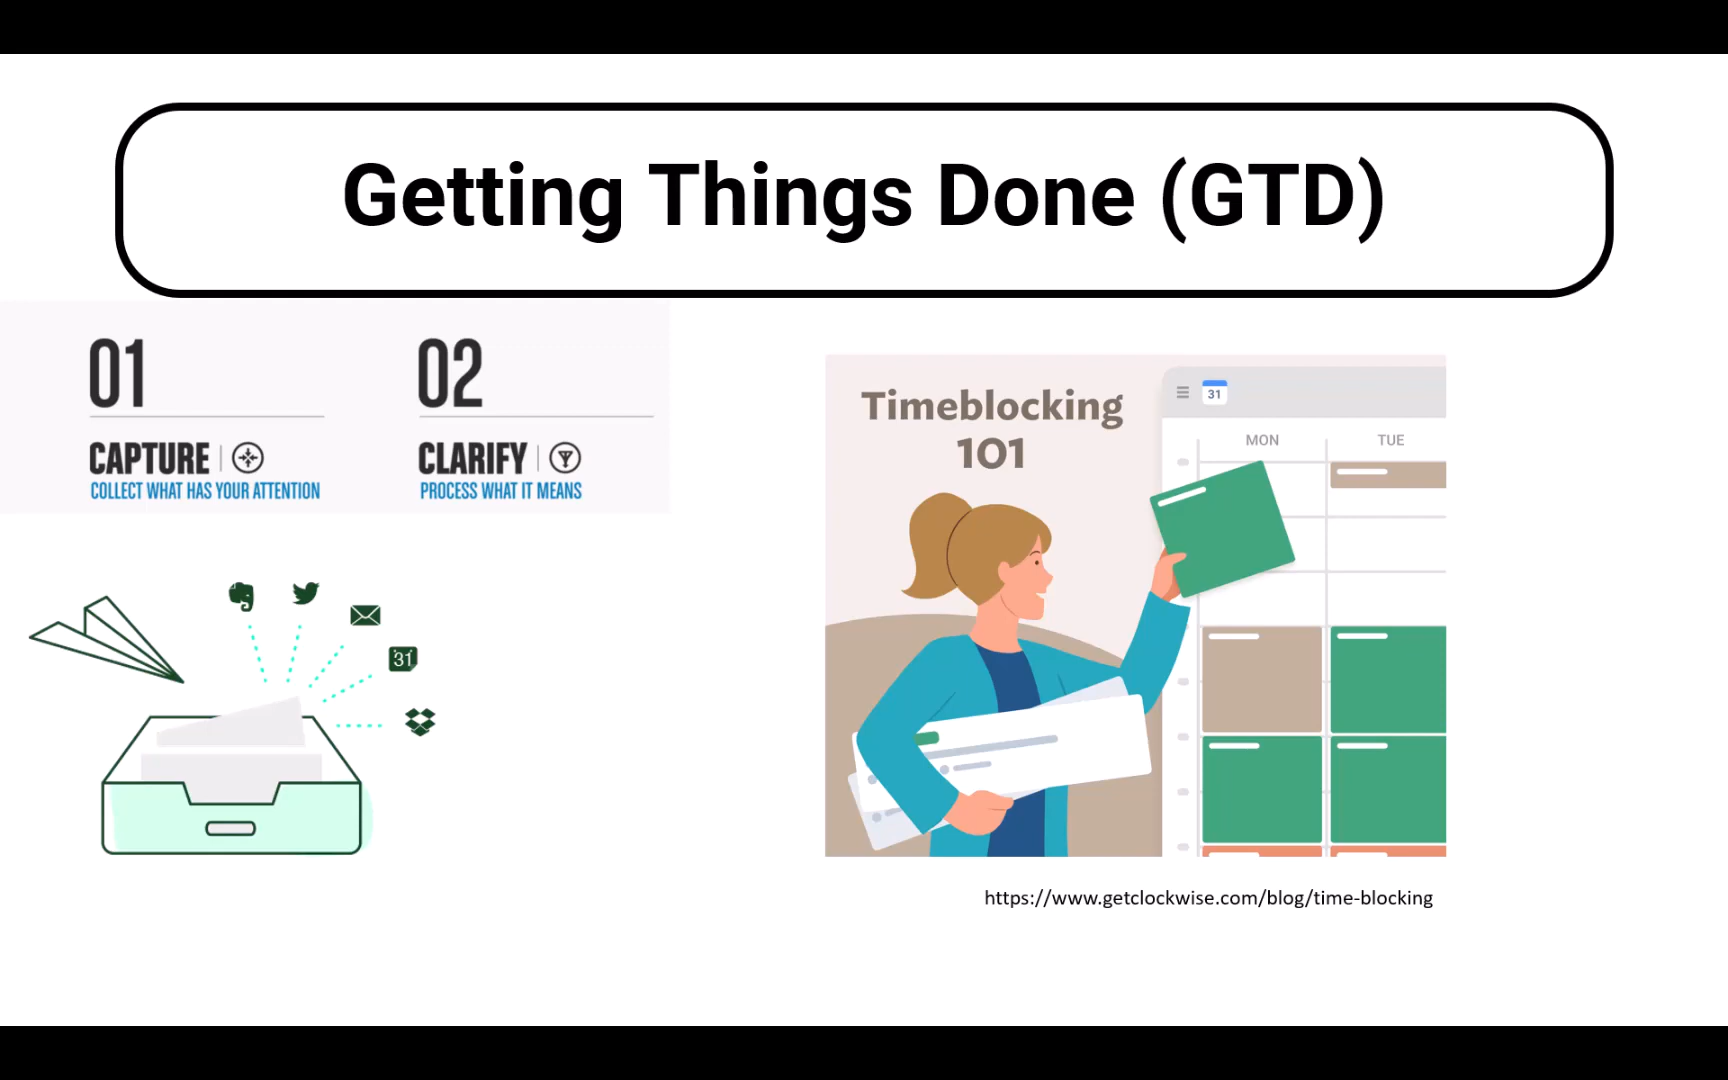 Getting Things Done (GTD)
01
CAPTURE
COLLECT WHAT HAS YOUR ATTENTION
02
CLARIFY
PROCESS WHAT IT MEANS
31
Timeblocking
101
31
MON
TUE
https://www.getclockwise.com/blog/time-blocking